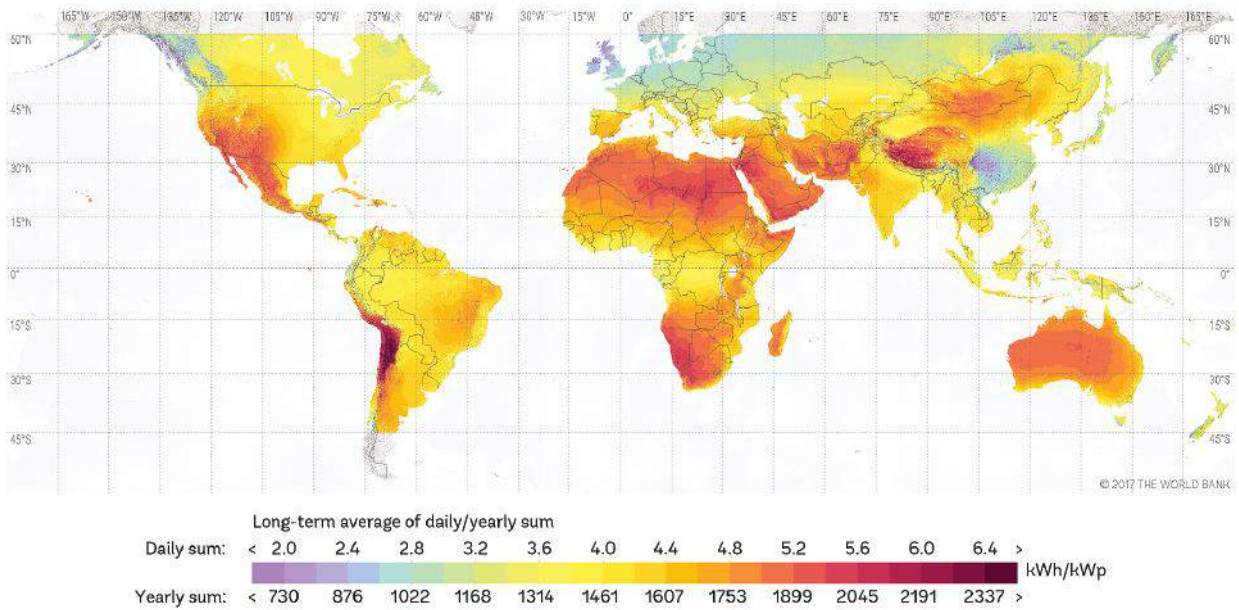 165°W 150°W 135°W 120°W 105°W 90°W 75°W 60°W 45°W 30°W 15°W 0° 15°E 30°E 45°E 60°E 75°E 90°E 105°E 120°E 135°E 150°E 165°E
60°N 60°N
45°N 45°N
30°N 30°N
15°N 15°N
0° 0°
15°S 15°S
30°S 30°S
45°S 45°S
© 2017 THE WORLD BANK
Long-term average of daily/yearly sum
Daily sum: < 2.0 2.4 2.8 3.2 3.6 4.0 4.4 4.8 5.2 5.6 6.0 6.4 >
kWh/kWp
Yearly sum: < 730 876 1022 1168 1314 1461 1607 1753 1899 2045 2191 2337 >